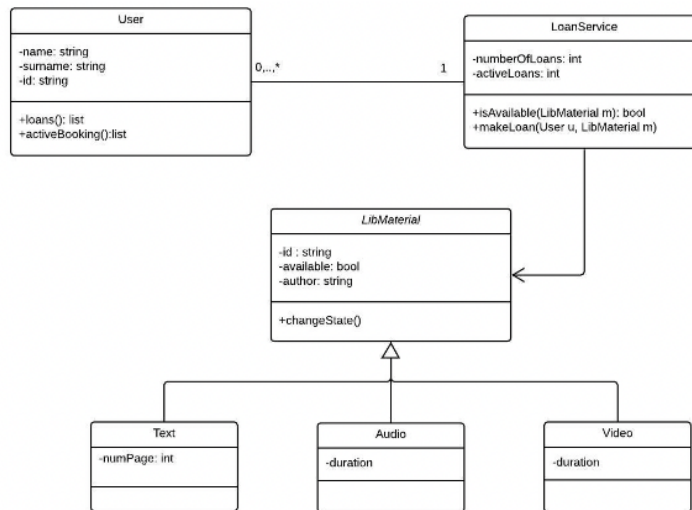 User
-name: string
-surname: string
-id: string
+loans(): list
+activeBooking():list
0,..,*
1
LoanService
-numberOfLoans: int
-activeLoans: int
+isAvailable(LibMaterial m): bool
+makeLoan(User u, LibMaterial m)
LibMaterial
-id : string
-available: bool
-author: string
+changeState()
Text
-numPage: int
Audio
-duration
Video
-duration